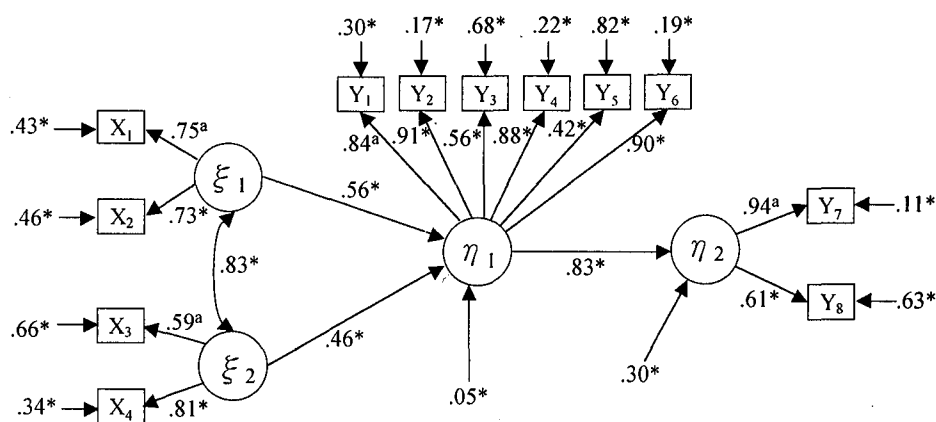 .30* .17* .68* .22* .82* .19*
Y1 Y2 Y3 Y4 Y5 Y6
.84a .91* .56* .88* .42* .90*
.43* X1 .75a
ξ1
.46* X2 .73*
.56*
.83*
η1
.83*
η2
.94a Y7 .11*
.61* Y8 .63*
.66* X3 .59a
ξ2
.46*
.34* X4 .81*
.05*
.30*